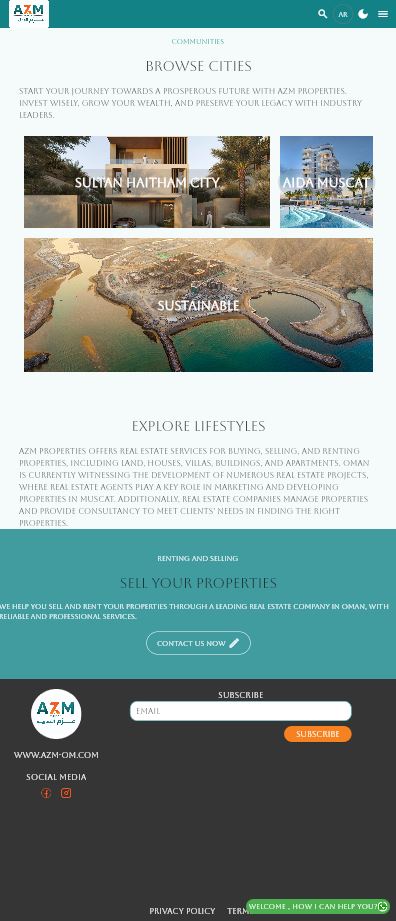 AZM
AR
COMMUNITIES
BROWSE CITIES
START YOUR JOURNEY TOWARDS A PROSPEROUS FUTURE WITH AZM PROPERTIES.
INVEST WISELY, GROW YOUR WEALTH, AND PRESERVE YOUR LEGACY WITH INDUSTRY
LEADERS.
SULTAN HAITHAM CITY
AIDA MUSCAT
SUSTAINABLE
EXPLORE LIFESTYLES
AZM PROPERTIES OFFERS REAL ESTATE SERVICES FOR BUYING, SELLING, AND RENTING
PROPERTIES, INCLUDING LAND, HOUSES, VILLAS, BUILDINGS, AND APARTMENTS. OMAN
IS CURRENTLY WITNESSING THE DEVELOPMENT OF NUMEROUS REAL ESTATE PROJECTS,
WHERE REAL ESTATE AGENTS PLAY A KEY ROLE IN MARKETING AND DEVELOPING
PROPERTIES IN MUSCAT. ADDITIONALLY, REAL ESTATE COMPANIES MANAGE PROPERTIES
AND PROVIDE CONSULTANCY TO MEET CLIENTS' NEEDS IN FINDING THE RIGHT
PROPERTIES.
RENTING AND SELLING
SELL YOUR PROPERTIES
WE HELP YOU SELL AND RENT YOUR PROPERTIES THROUGH A LEADING REAL ESTATE COMPANY IN OMAN, WITH
RELIABLE AND PROFESSIONAL SERVICES.
CONTACT US NOW
AZM
SUBSCRIBE
EMAIL
SUBSCRIBE
WWW.AZM-OM.COM
SOCIAL MEDIA
PRIVACY POLICY TERM
WELCOME , HOW I CAN HELP YOU?